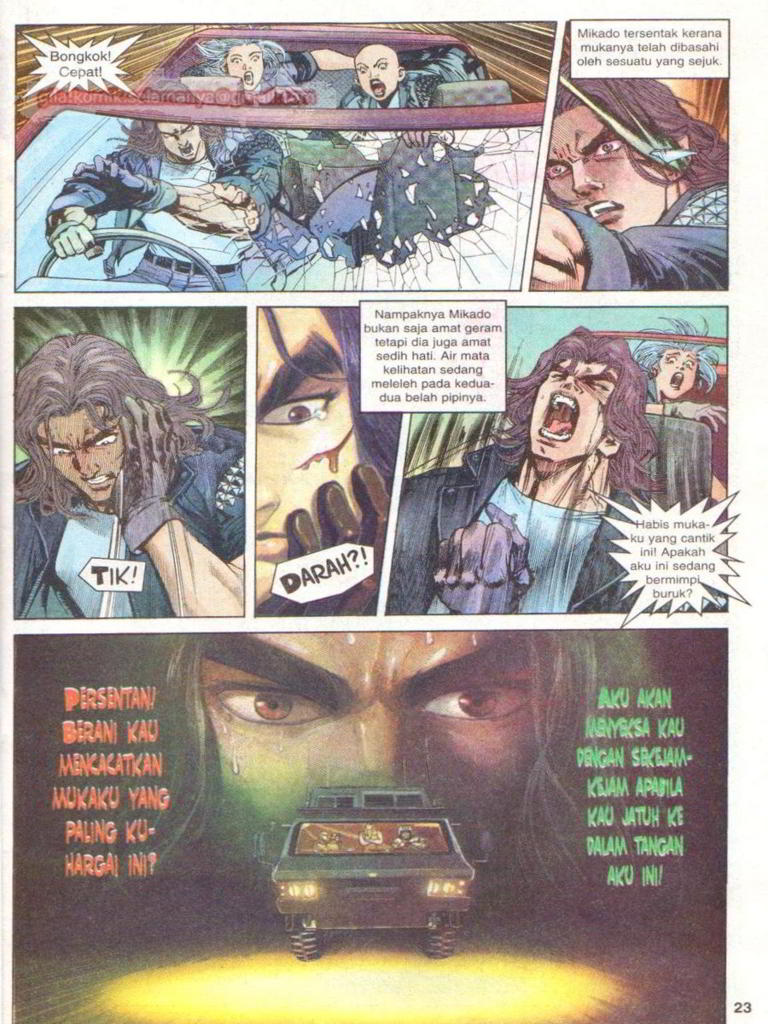 Bongkok!
Cepat!
Mikado tersentak kerana
mukanya telah dibasahi
oleh sesuatu yang sejuk.
TIK!
DARAH?!
Nampaknya Mikado
bukan saja amat geram
tetapi dia juga amat
sedih hati. Air mata
kelihatan sedang
meleleh pada kedua-
dua belah pipinya.
Habis muka-
ku yang cantik
ini! Apakah
aku ini sedang
bermimpi
buruk?
PERSENTAN!
BERANI KAU
MENCACATKAN
MUKAKU YANG
PALING KU-
HARGAI INI?
AKU AKAN
MENYEKSA KAU
DENGAN SEKEJAM-
KEJAM APABILA
KAU JATUH KE
DALAM TANGAN
AKU INI!
23